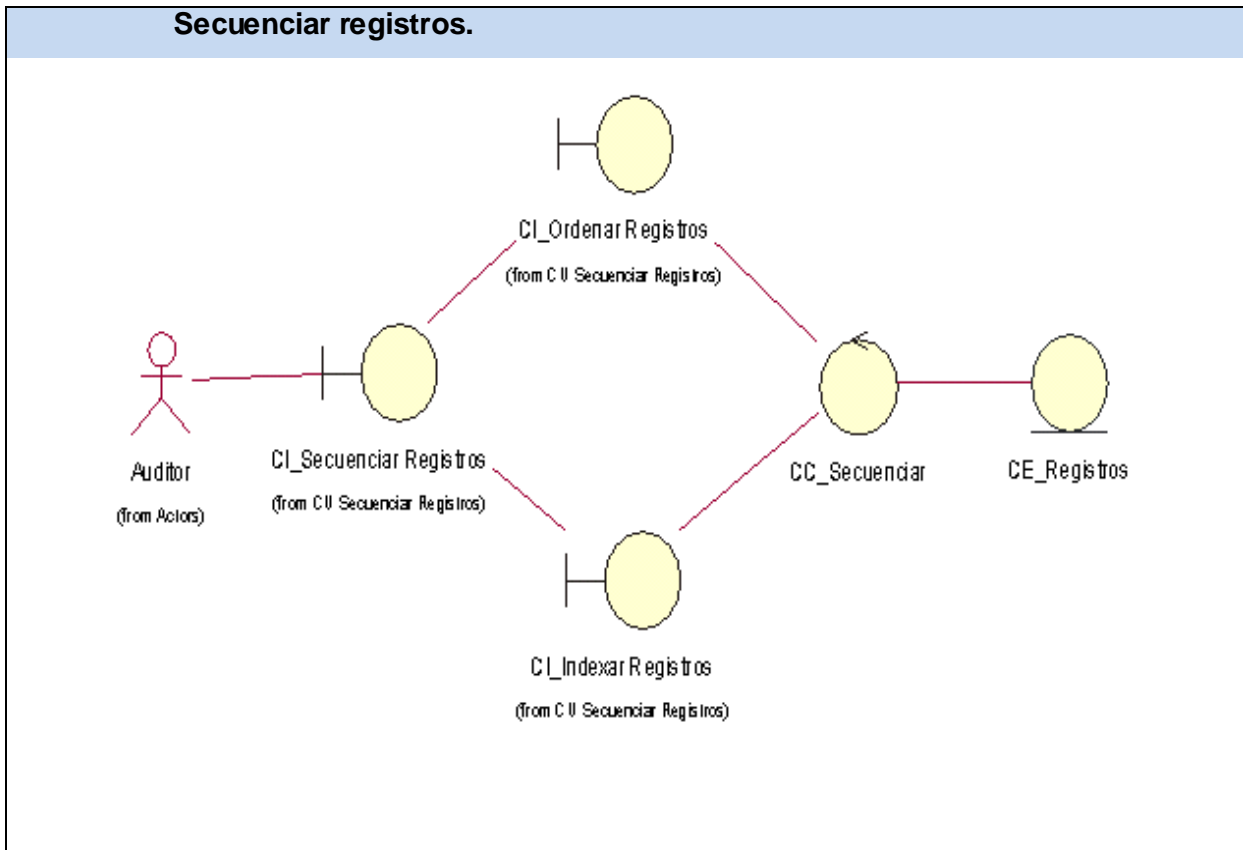 Secuenciar registros.
CI_Ordenar Registros
(from CU Secuenciar Registros)
Auditor
(from Actors)
CI_Secuenciar Registros
(from CU Secuenciar Registros)
CC_Secuenciar
CE_Registros
CI_Indexar Registros
(from CU Secuenciar Registros)